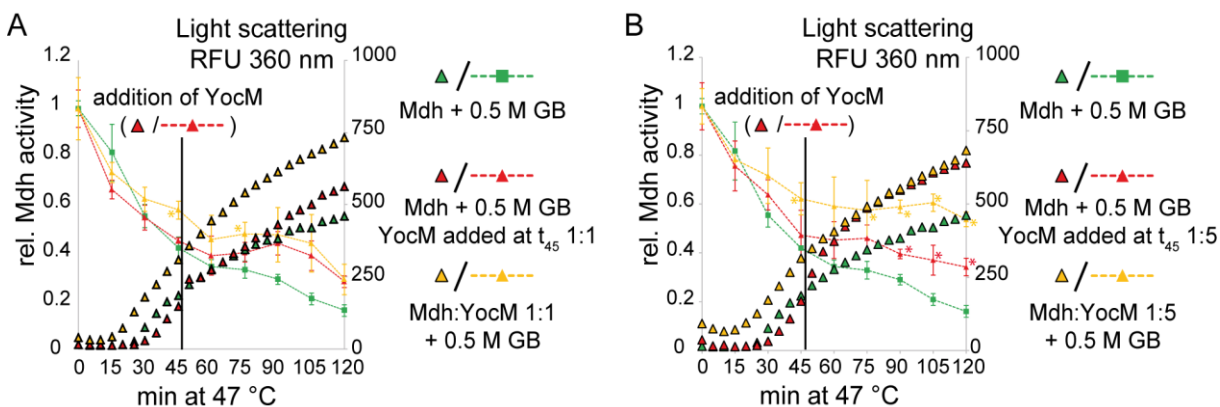 A
Light scattering
RFU 360 nm
rel. Mdh activity
1.2
1
0.8
0.6
0.4
0.2
0
1000
750
500
250
0
addition of YocM
( / )
0 15 30 45 60 75 90 105 120
min at 47 °C
/
Mdh + 0.5 M GB
/
Mdh + 0.5 M GB
YocM added at t45 1:1
/
Mdh:YocM 1:1
+ 0.5 M GB
* *
B
Light scattering
RFU 360 nm
rel. Mdh activity
1.2
1
0.8
0.6
0.4
0.2
0
1000
750
500
250
0
addition of YocM
( / )
0 15 30 45 60 75 90 105 120
min at 47 °C
/
Mdh + 0.5 M GB
/
Mdh + 0.5 M GB
YocM added at t45 1:5
/
Mdh:YocM 1:5
+ 0.5 M GB
* * * * *
* * *